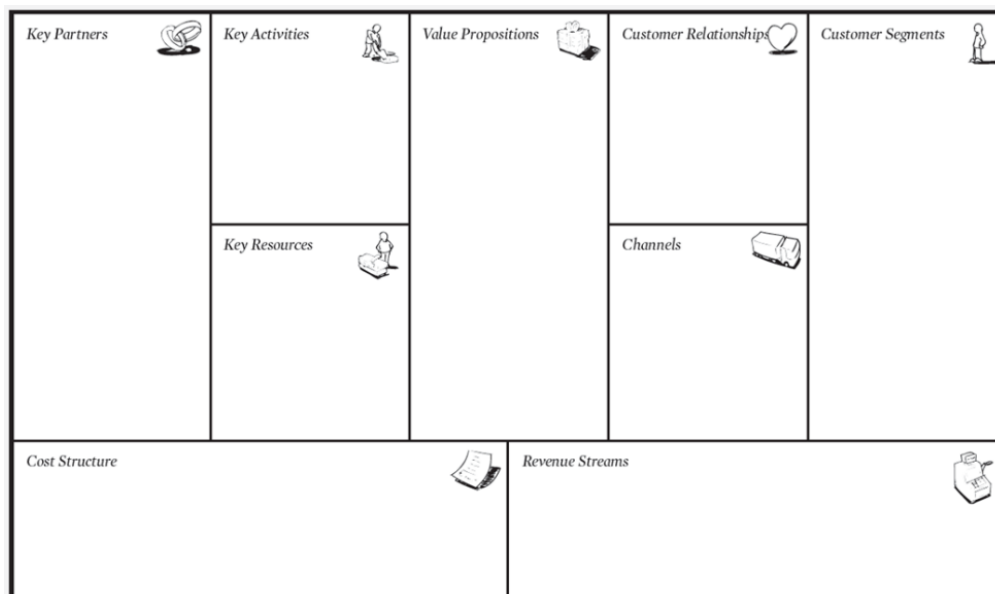 Key Partners
Key Activities
Value Propositions
Customer Relationships
Customer Segments
Key Resources
Channels
Cost Structure
Revenue Streams